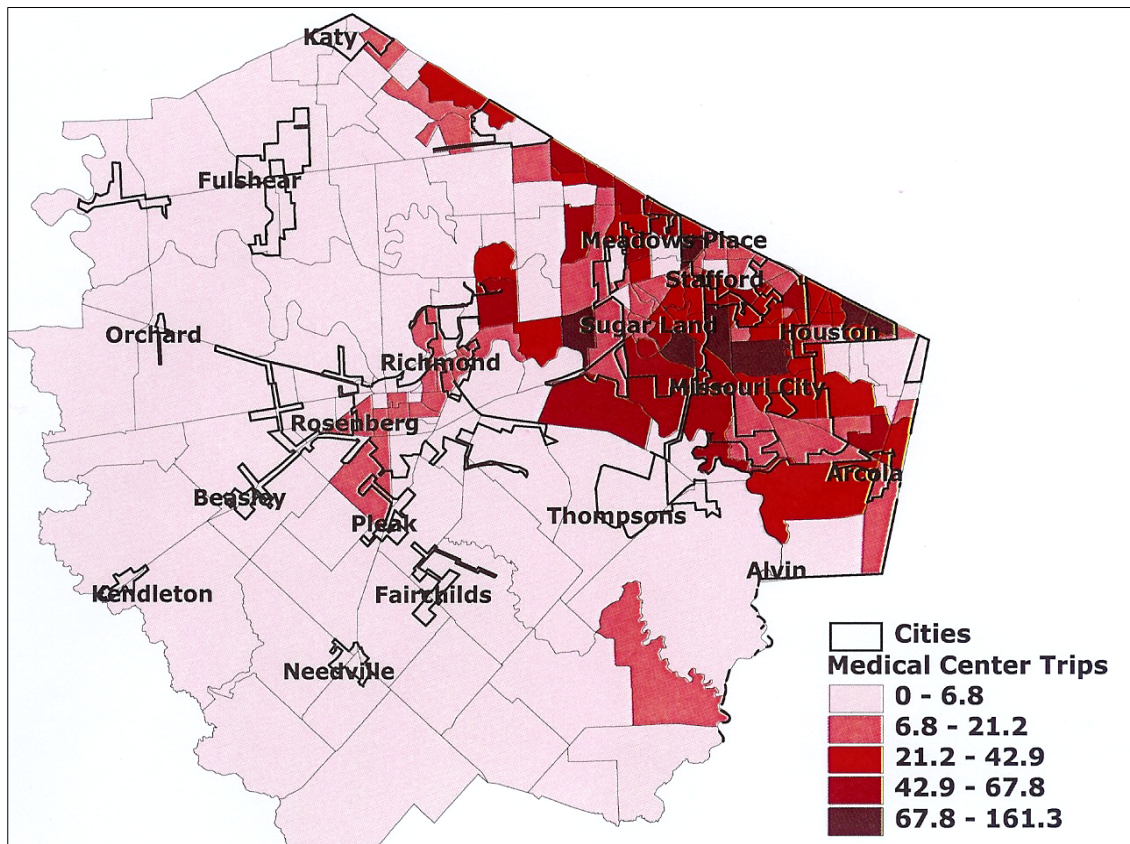 Katy
Fulshear
Meadows Place
Stafford
Orchard
Sugar Land
Houston
Richmond
Missouri City
Rosenberg
Arcola
Beasley
Pleak
Thompsons
Alvin
Kendleton
Fairchilds
Needville
Cities
Medical Center Trips
0 - 6.8
6.8 - 21.2
21.2 - 42.9
42.9 - 67.8
67.8 - 161.3